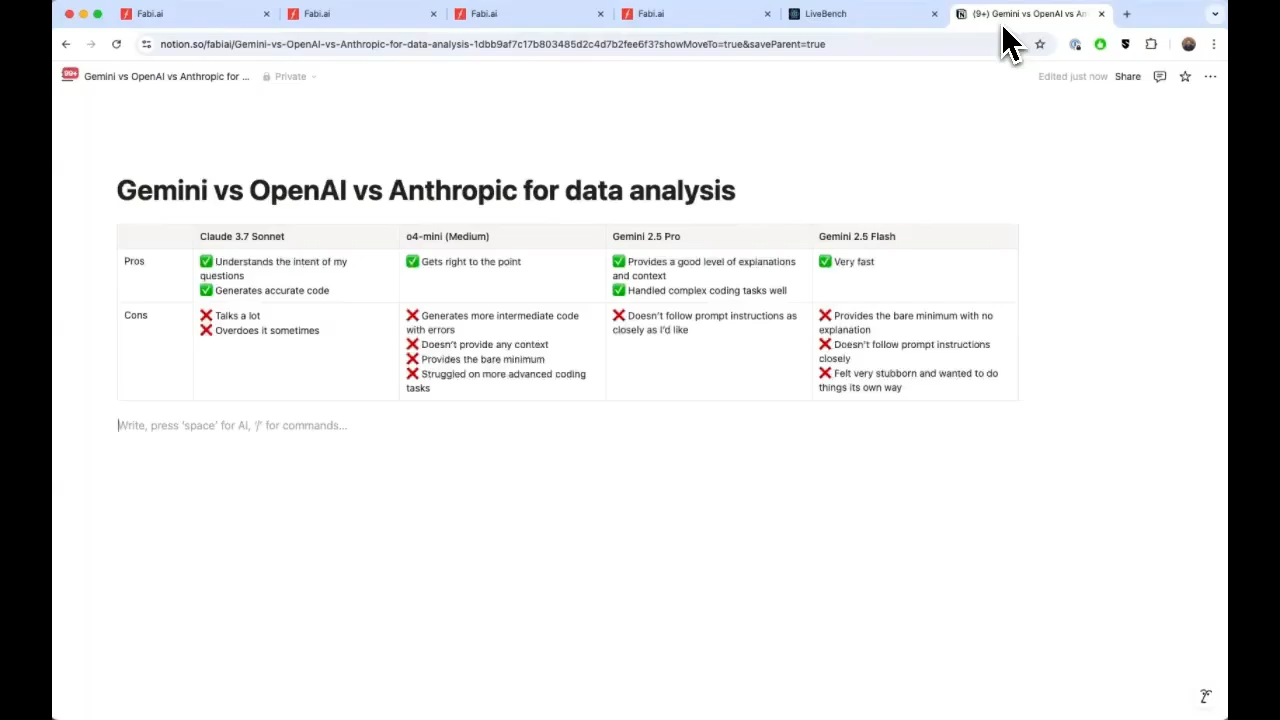 Fabi.ai
Fabi.ai
Fabi.ai
Fabi.ai
LiveBench
(9+) Gemini vs OpenAI vs An
notion.so/fabiai/Gemini-vs-OpenAI-vs-Anthropic-for-data-analysis-1dbb9af7c17b803485d2c4d7b2fee6f3?showMoveTo=true&saveParent=true
99+
Gemini vs OpenAI vs Anthropic for ...
Private
Edited just now
Share
Gemini vs OpenAI vs Anthropic for data analysis
Claude 3.7 Sonnet
o4-mini (Medium)
Gemini 2.5 Pro
Gemini 2.5 Flash
Pros
✅ Understands the intent of my
questions
✅ Generates accurate code
✅ Gets right to the point
✅ Provides a good level of explanations
and context
✅ Handled complex coding tasks well
✅ Very fast
Cons
❌ Talks a lot
❌ Overdoes it sometimes
❌ Generates more intermediate code
with errors
❌ Doesn't provide any context
❌ Provides the bare minimum
❌ Struggled on more advanced coding
tasks
❌ Doesn't follow prompt instructions as
closely as I'd like
❌ Provides the bare minimum with no
explanation
❌ Doesn't follow prompt instructions
closely
❌ Felt very stubborn and wanted to do
things its own way
Write, press 'space' for AI, '/' for commands...